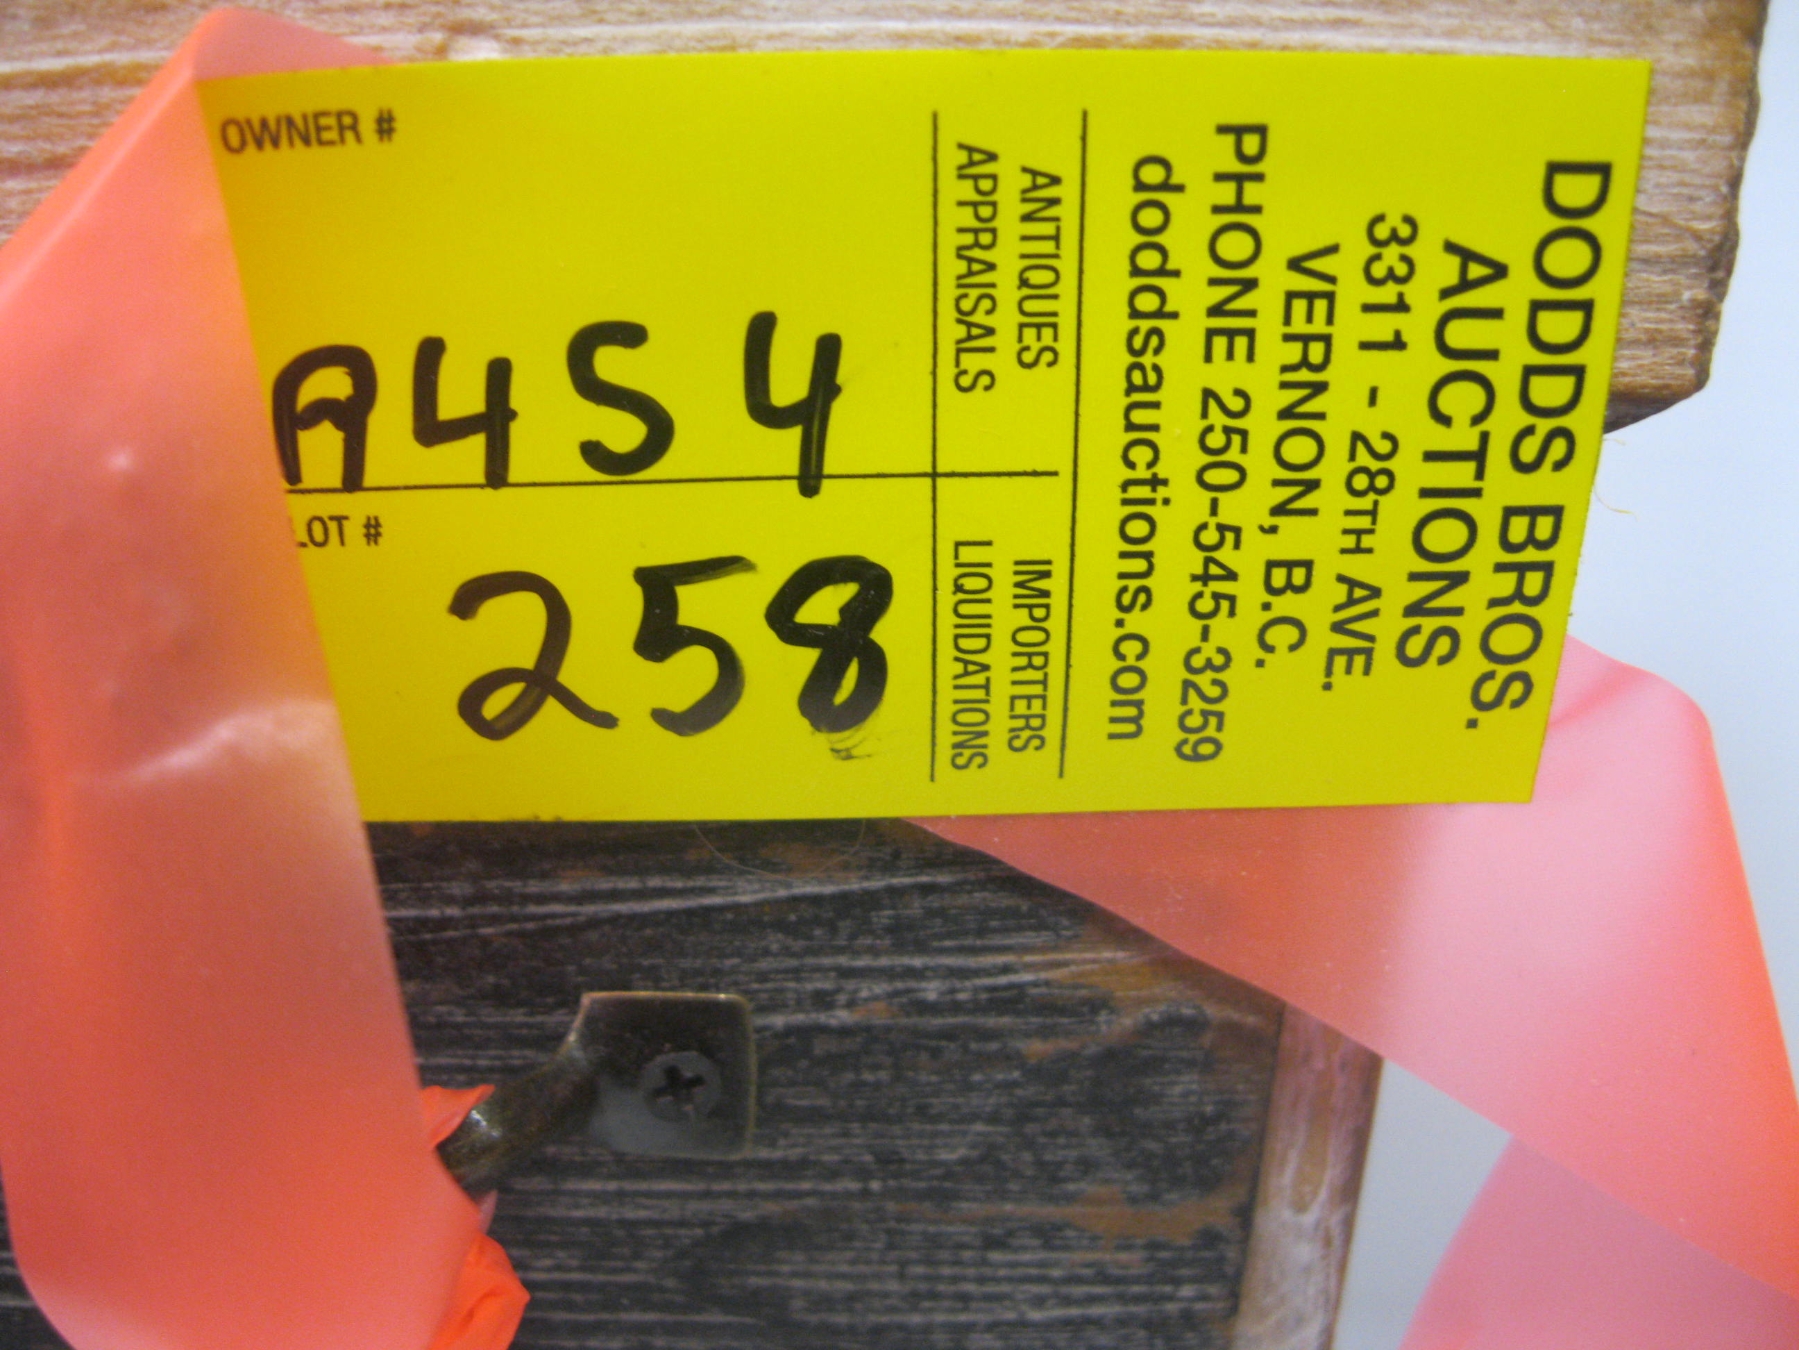 DODDS BROS.
AUCTIONS
3311 - 28TH AVE.
VERNON, B.C.
PHONE 250-545-3259
doddsauctions.com
ANTIQUES
APPRAISALS
IMPORTERS
LIQUIDATIONS
OWNER #
A454
LOT #
258